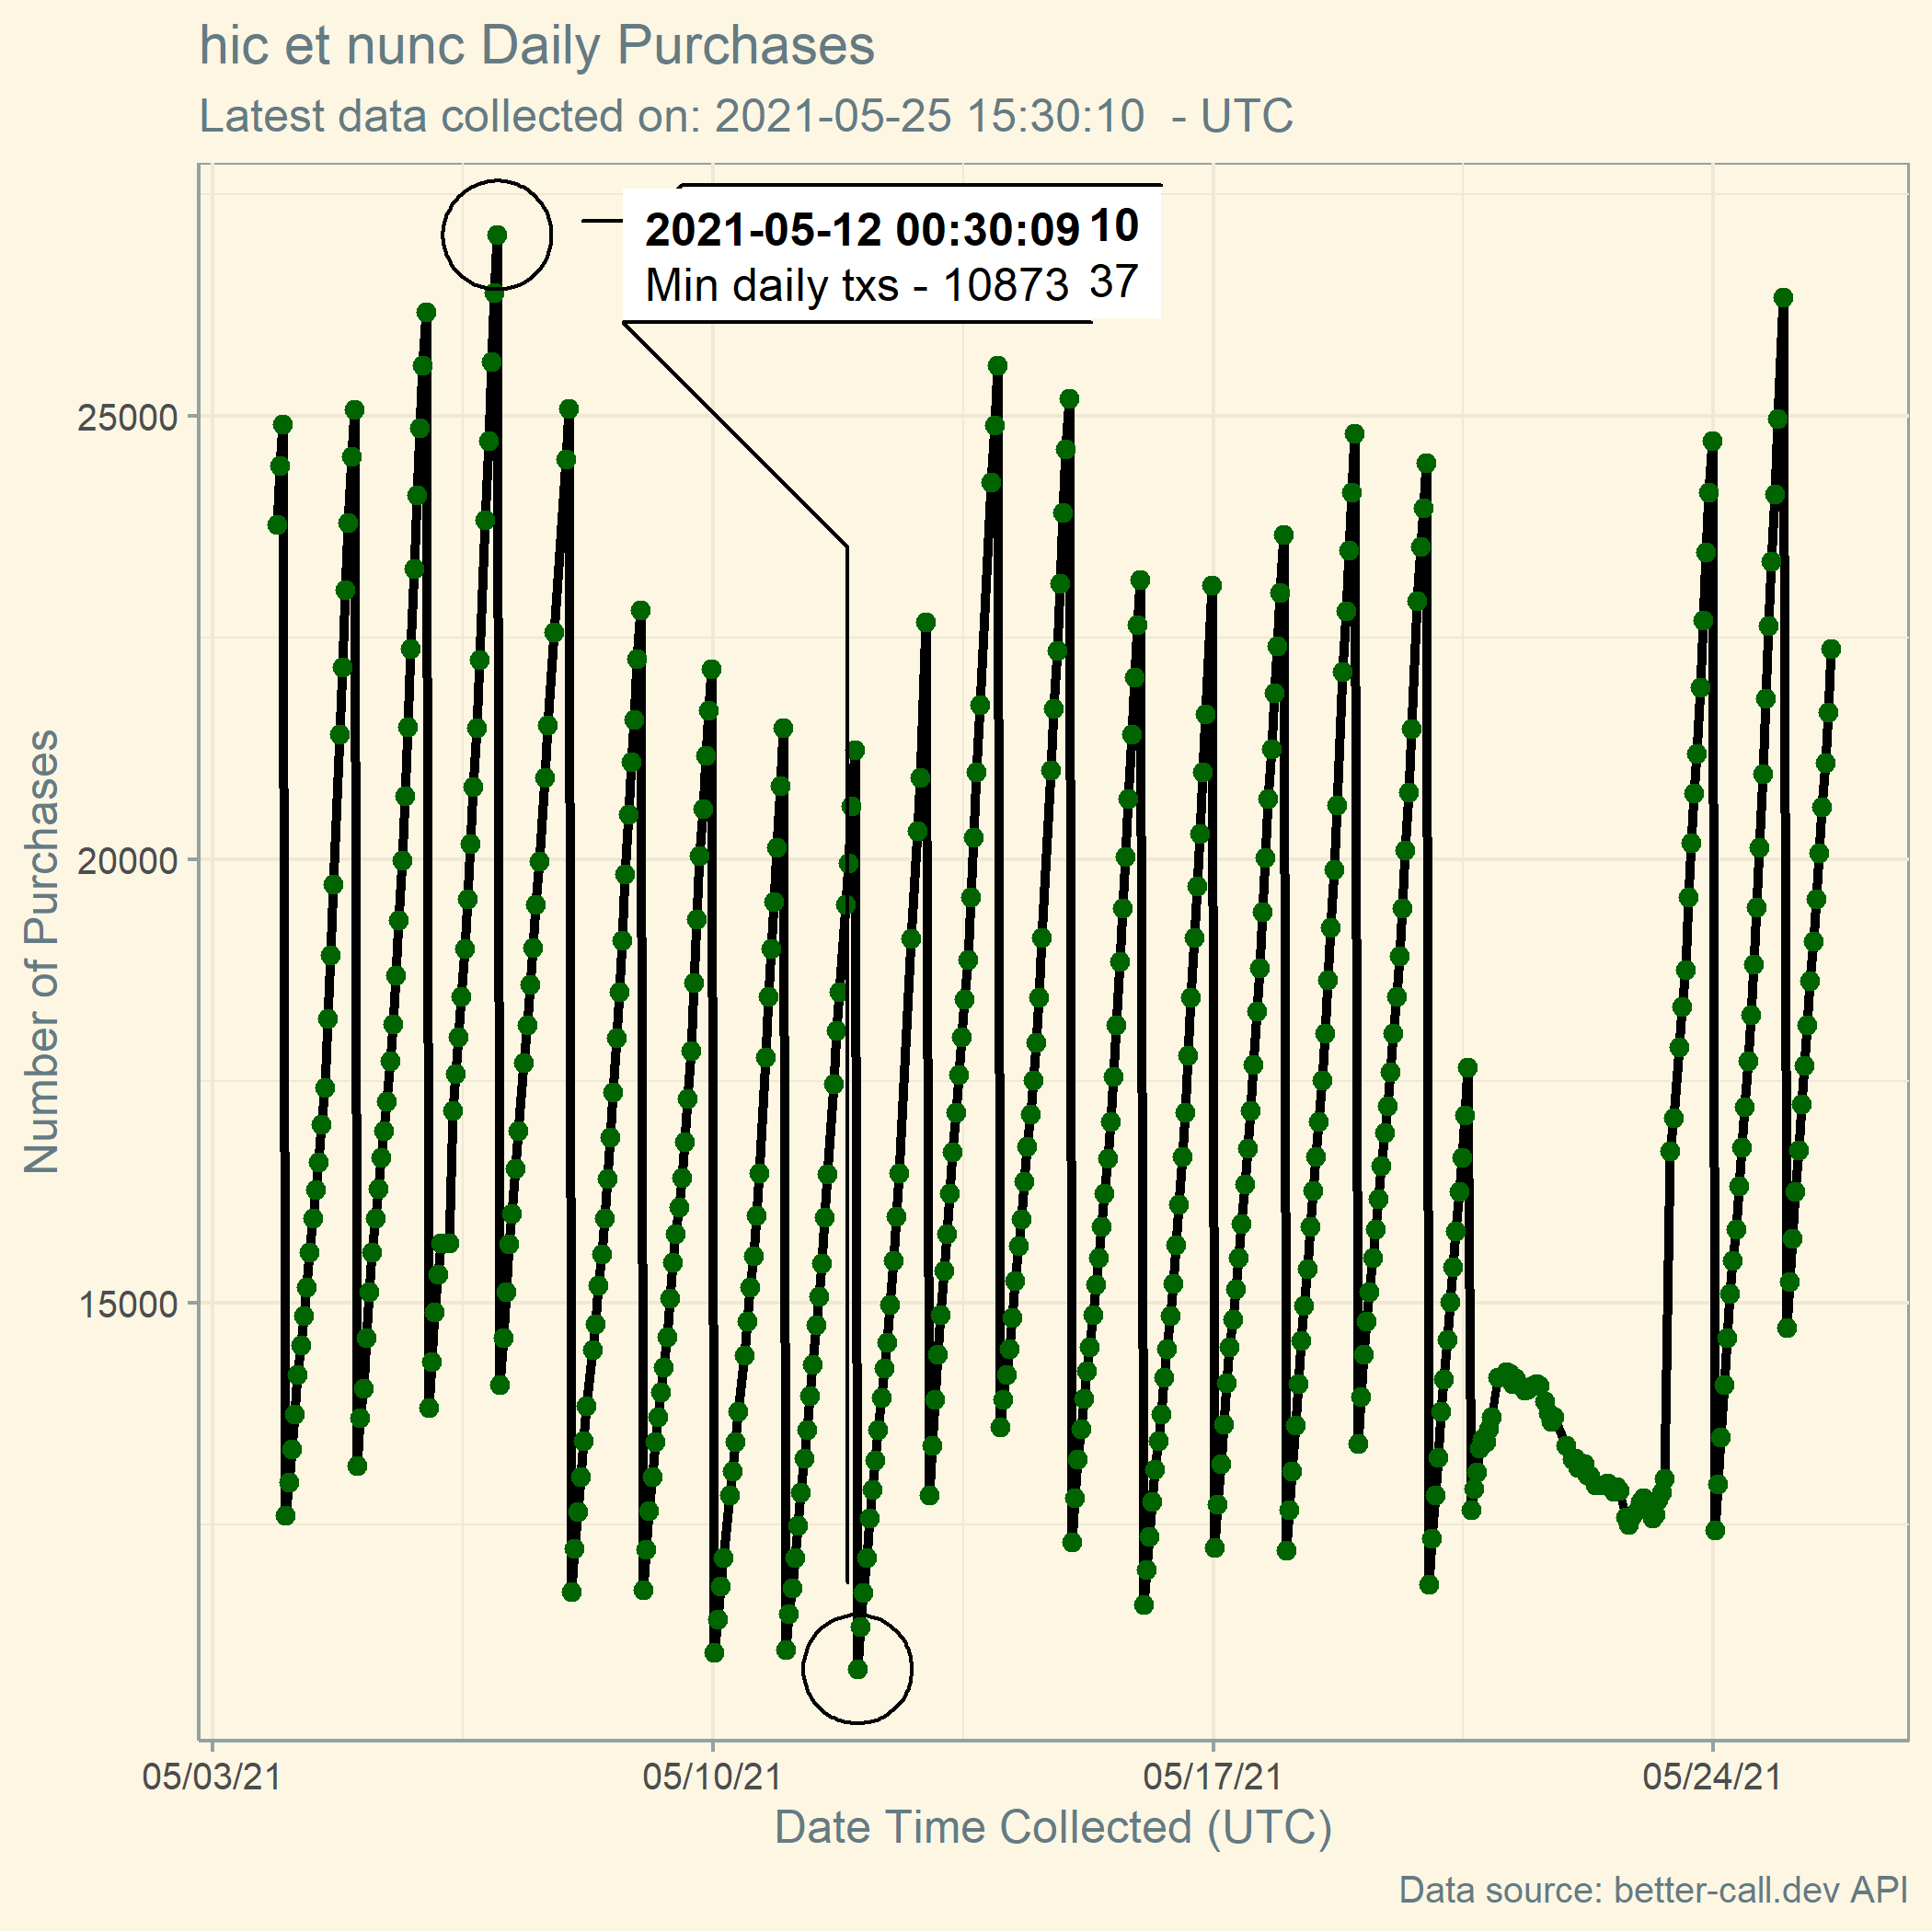 hic et nunc Daily Purchases
Latest data collected on: 2021-05-25 15:30:10  - UTC
2021-05-12 00:30:09 10
Min daily txs - 10873 37
25000
20000
15000
Number of Purchases
05/03/21 05/10/21 05/17/21 05/24/21
Date Time Collected (UTC)
Data source: better-call.dev API